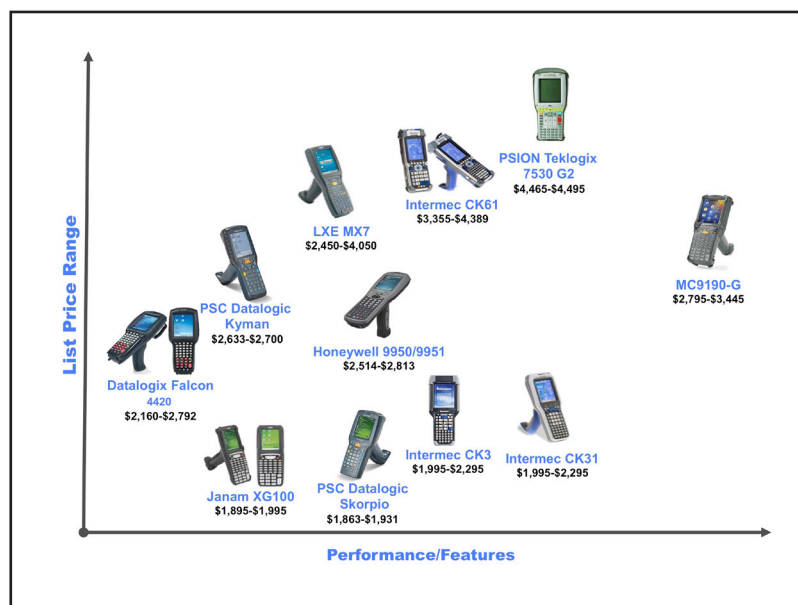 List Price Range
PSION Teklogix
7530 G2
$4,465-$4,495
Intermec CK61
$3,355-$4,389
LXE MX7
$2,450-$4,050
MC9190-G
$2,795-$3,445
PSC Datalogic
Kyman
$2,633-$2,700
Honeywell 9950/9951
$2,514-$2,813
Datalogix Falcon
4420
$2,160-$2,792
Intermec CK3
$1,995-$2,295
Intermec CK31
$1,995-$2,295
Janam XG100
$1,895-$1,995
PSC Datalogic
Skorpio
$1,863-$1,931
Performance/Features